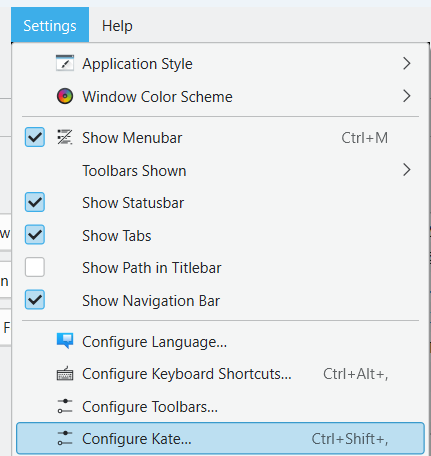 Settings Help
Application Style
Window Color Scheme
Show Menubar Ctrl+M
Toolbars Shown
Show Statusbar
Show Tabs
Show Path in Titlebar
Show Navigation Bar
Configure Language...
Configure Keyboard Shortcuts... Ctrl+Alt+,
Configure Toolbars...
Configure Kate... Ctrl+Shift+,
w
n
F